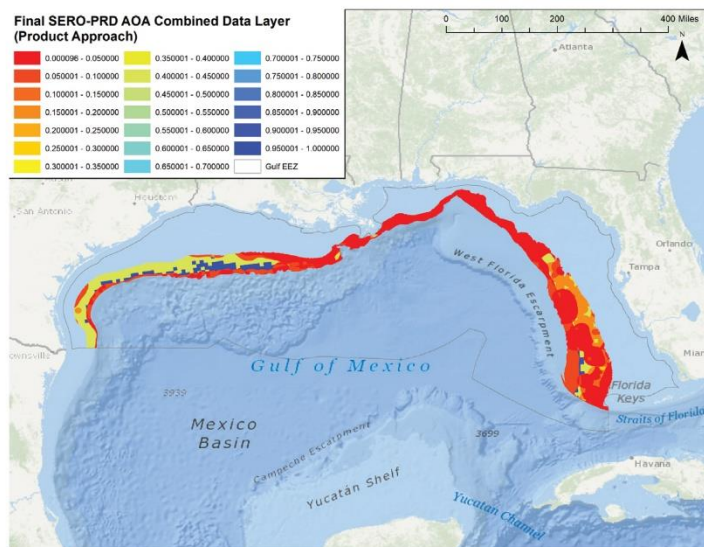 Final SERO-PRD AOA Combined Data Layer
(Product Approach)
0.000096 - 0.050000
0.050001 - 0.100000
0.100001 - 0.150000
0.150001 - 0.200000
0.200001 - 0.250000
0.250001 - 0.300000
0.300001 - 0.350000
0.350001 - 0.400000
0.400001 - 0.450000
0.450001 - 0.500000
0.500001 - 0.550000
0.550001 - 0.600000
0.600001 - 0.650000
0.650001 - 0.700000
0.700001 - 0.750000
0.750001 - 0.800000
0.800001 - 0.850000
0.850001 - 0.900000
0.900001 - 0.950000
0.950001 - 1.000000
Gulf EEZ
0 100 200 400 Miles
N
Atlanta
Houston
San Antonio
Orlando
Tampa
West Florida Escarpment
ownsville
Miam
Gulf of Mexico
Florida
Keys
3939
Straits of Florida
Mexico
Basin
Campeche Escarpment
3699
Havana
Yucatán Shelf
Yucatan Channel